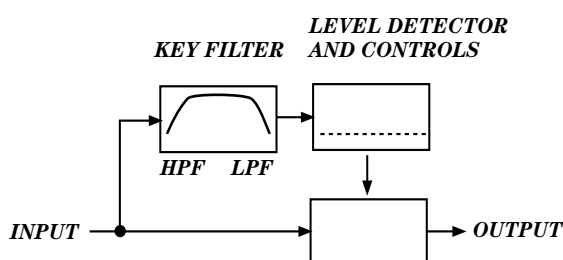 LEVEL DETECTOR
AND CONTROLS
KEY FILTER
HPF LPF
INPUT
OUTPUT